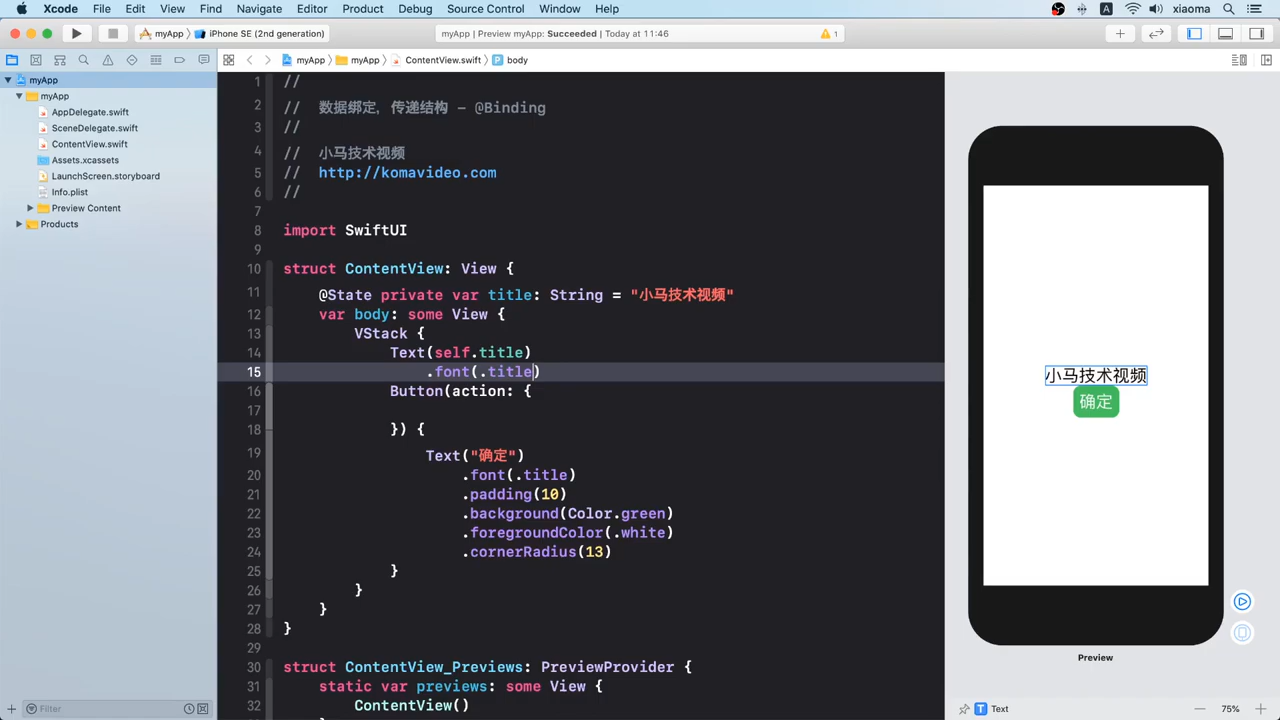 Xcode File Edit View Find Navigate Editor Product Debug Source Control Window Help A xiaoma
myApp iPhone SE (2nd generation) myApp | Preview myApp: Succeeded | Today at 11:46 1
myApp myApp ContentView.swift P body
myApp
myApp
AppDelegate.swift
SceneDelegate.swift
ContentView.swift
Assets.xcassets
LaunchScreen.storyboard
Info.plist
Preview Content
Products
1 //
2 // 数据绑定，传递结构 - @Binding
3 //
4 // 小马技术视频
5 // http://komavideo.com
6 //
7
8 import SwiftUI
9
10 struct ContentView: View {
11 @State private var title: String = "小马技术视频"
12 var body: some View {
13 VStack {
14 Text(self.title)
15 .font(.title)
16 Button(action: {
17
18 }) {
19 Text("确定")
20 .font(.title)
21 .padding(10)
22 .background(Color.green)
23 .foregroundColor(.white)
24 .cornerRadius(13)
25 }
26 }
27 }
28 }
29
30 struct ContentView_Previews: PreviewProvider {
31 static var previews: some View {
32 ContentView()
小马技术视频
确定
Preview
Filter
T Text 75%